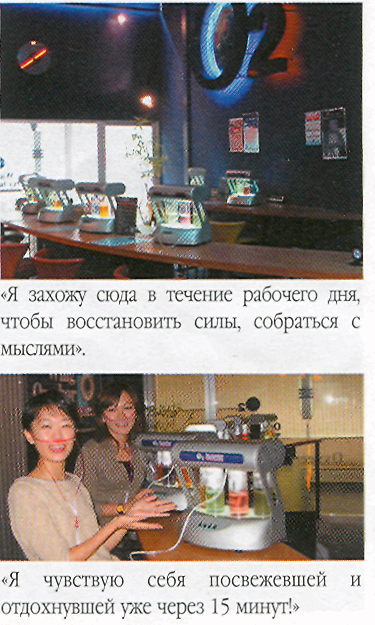 O2
«Я захожу сюда в течение рабочего дня,
чтобы восстановить силы, собраться с
мыслями».
«Я чувствую себя посвежевшей и
отдохнувшей уже через 15 минут!»